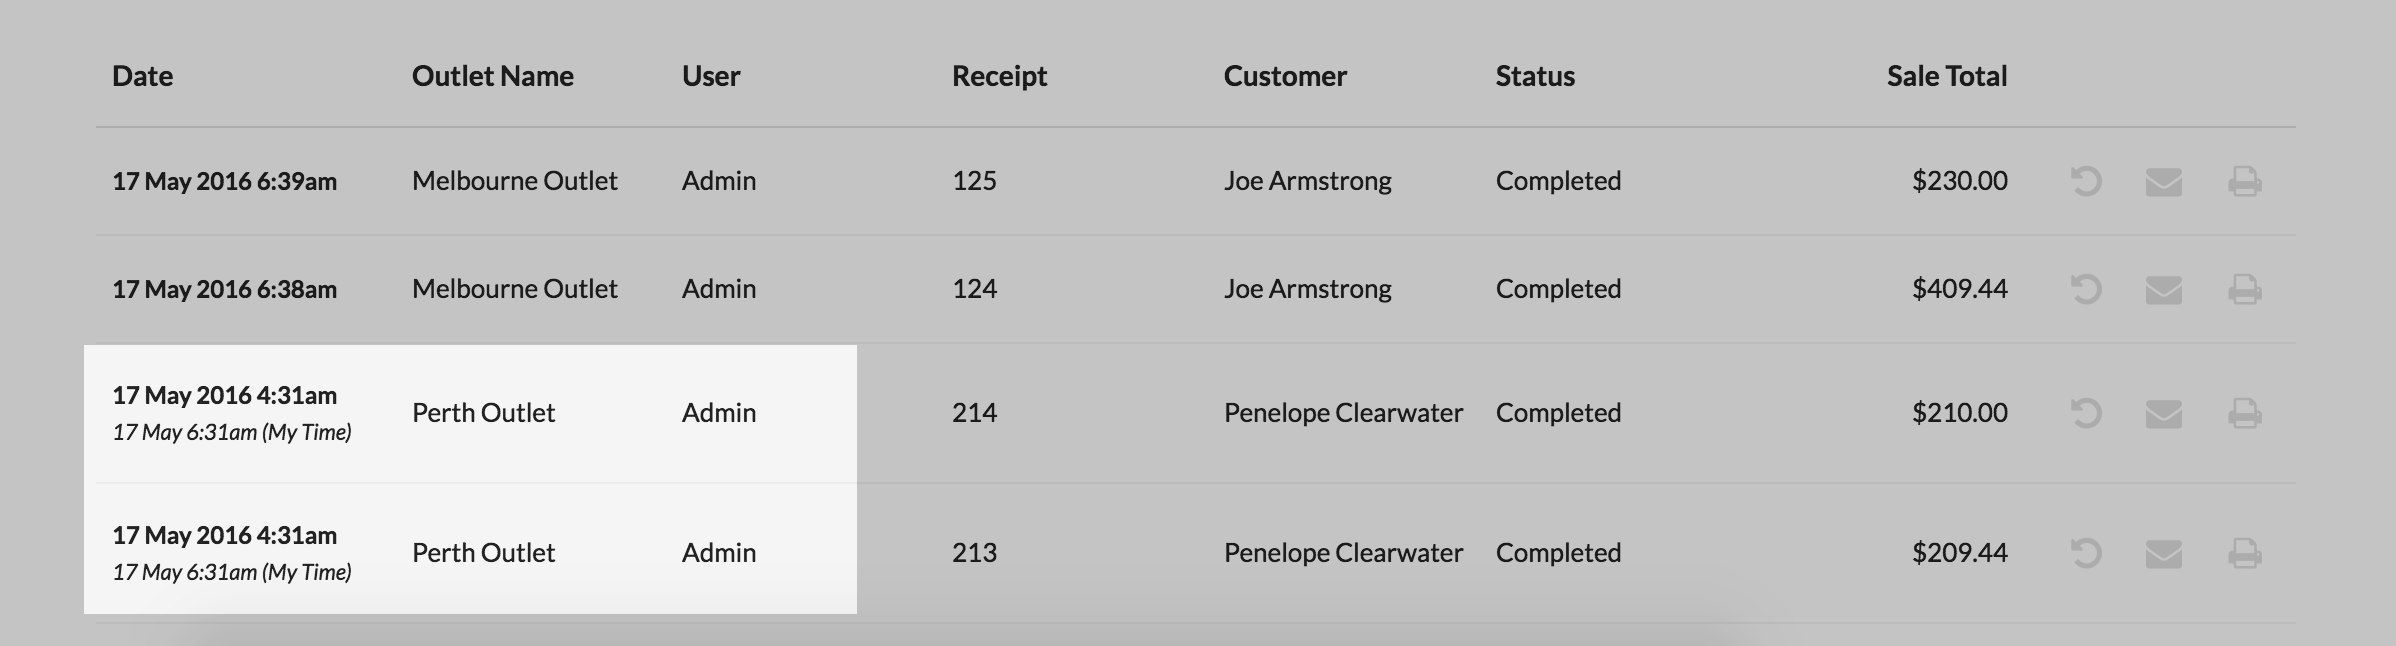 Date Outlet Name User Receipt Customer Status Sale Total
17 May 2016 6:39am Melbourne Outlet Admin 125 Joe Armstrong Completed $230.00
17 May 2016 6:38am Melbourne Outlet Admin 124 Joe Armstrong Completed $409.44
17 May 2016 4:31am Perth Outlet Admin 214 Penelope Clearwater Completed $210.00
17 May 6:31am (My Time)
17 May 2016 4:31am Perth Outlet Admin 213 Penelope Clearwater Completed $209.44
17 May 6:31am (My Time)